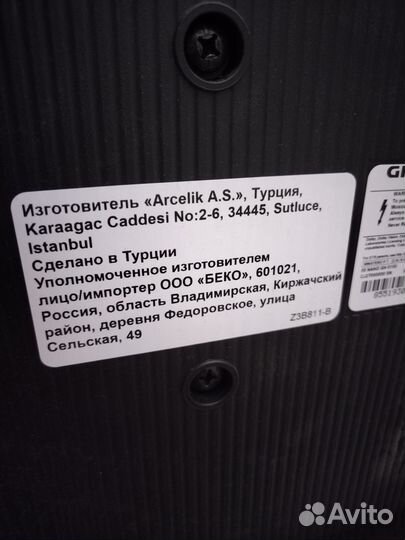 Изготовитель «Arcelik A.S.», Турция,
Karaagac Caddesi No:2-6, 34445, Sutluce,
Istanbul
Сделано в Турции
Уполномоченное изготовителем
лицо/импортер ООО «БЕКО», 601021,
Россия, область Владимирская, Киржачский
район, деревня Федоровское, улица
Сельская, 49
Z3B811-B
Avito